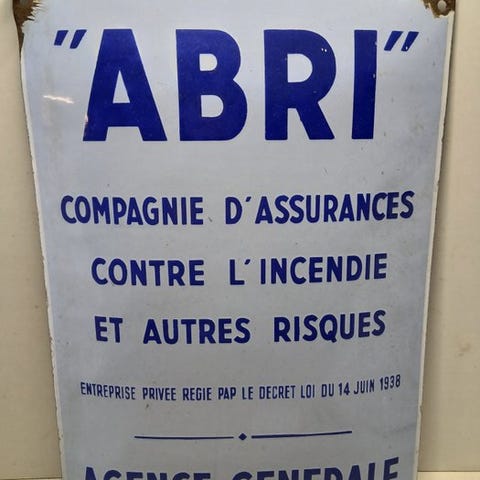 "ABRI"
COMPAGNIE D'ASSURANCES
CONTRE L'INCENDIE
ET AUTRES RISQUES
ENTREPRISE PRIVEE REGIE PAP LE DECRET LOI DU 14 JUIN 1938
AGENCE GENERALE